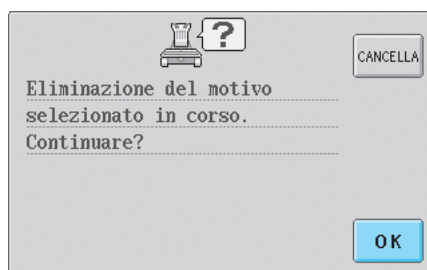 ?
CANCELLA
Eliminazione del motivo
selezionato in corso.
Continuare?
OK